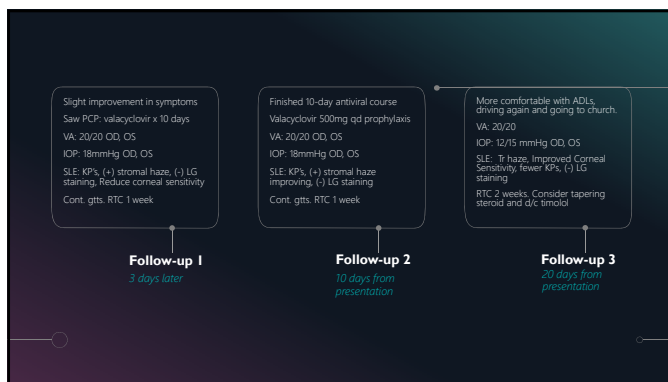 Slight improvement in symptoms
Saw PCP: valacyclovir x 10 days
VA: 20/20 OD, OS
IOP: 18mmHg OD, OS
SLE: KP's, (+) stromal haze, (-) LG
staining, Reduce corneal sensitivity
Cont. gtts. RTC 1 week
Follow-up 1
3 days later
Finished 10-day antiviral course
Valacyclovir 500mg qd prophylaxis
VA: 20/20 OD, OS
IOP: 18mmHg OD, OS
SLE: KP's, (+) stromal haze
improving, (-) LG staining
Cont. gtts. RTC 1 week
Follow-up 2
10 days from
presentation
More comfortable with ADLs,
driving again and going to church.
VA: 20/20
IOP: 12/15 mmHg OD, OS
SLE:  Tr haze, Improved Corneal
Sensitivity, fewer KPs, (-) LG
staining
RTC 2 weeks. Consider tapering
steroid and d/c timolol
Follow-up 3
20 days from
presentation